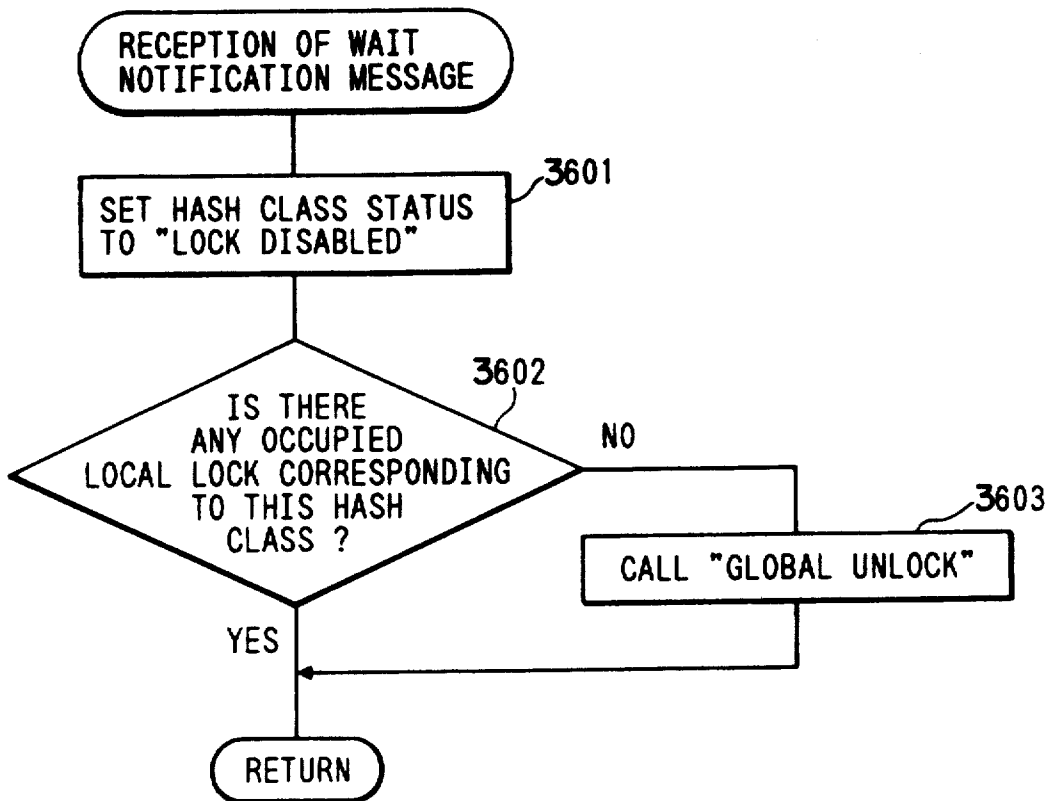 RECEPTION OF WAIT
NOTIFICATION MESSAGE
3601
SET HASH CLASS STATUS
TO "LOCK DISABLED"
3602
IS THERE
ANY OCCUPIED
LOCAL LOCK CORRESPONDING
TO THIS HASH
CLASS ?
NO
3603
CALL "GLOBAL UNLOCK"
YES
RETURN